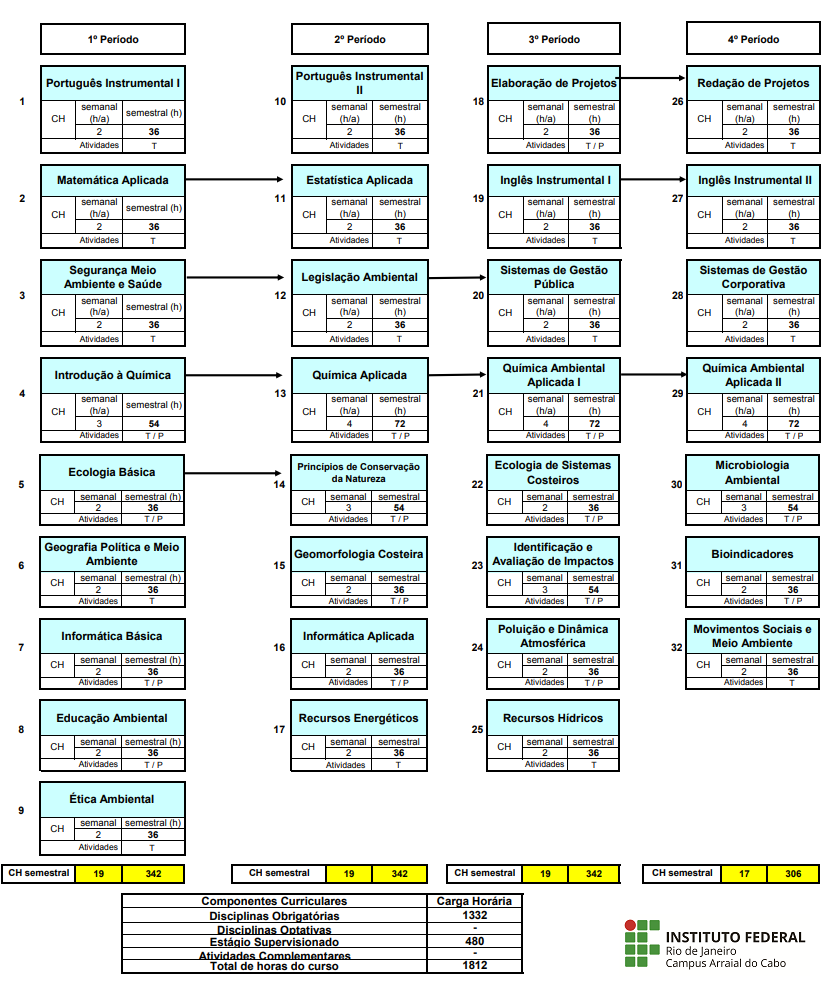 1º Período
2º Período
3º Período
4º Período
1
Português Instrumental I
CH
semanal (h/a)
semestral (h)
2
36
Atividades
T
10
Português Instrumental
II
CH
semanal (h/a)
semestral (h)
2
36
Atividades
T
18
Elaboração de Projetos
CH
semanal (h/a)
semestral (h)
2
36
Atividades
T / P
26
Redação de Projetos
CH
semanal (h/a)
semestral (h)
2
36
Atividades
T
2
Matemática Aplicada
CH
semanal (h/a)
semestral (h)
2
36
Atividades
T
11
Estatística Aplicada
CH
semanal (h/a)
semestral (h)
2
36
Atividades
T
19
Inglês Instrumental I
CH
semanal (h/a)
semestral (h)
2
36
Atividades
T
27
Inglês Instrumental II
CH
semanal (h/a)
semestral (h)
2
36
Atividades
T
3
Segurança Meio
Ambiente e Saúde
CH
semanal (h/a)
semestral (h)
2
36
Atividades
T
12
Legislação Ambiental
CH
semanal (h/a)
semestral (h)
2
36
Atividades
T
20
Sistemas de Gestão
Pública
CH
semanal (h/a)
semestral (h)
2
36
Atividades
T
28
Sistemas de Gestão
Corporativa
CH
semanal (h/a)
semestral (h)
2
36
Atividades
T
4
Introdução à Química
CH
semanal (h/a)
semestral (h)
3
54
Atividades
T / P
13
Química Aplicada
CH
semanal (h/a)
semestral (h)
4
72
Atividades
T / P
21
Química Ambiental
Aplicada I
CH
semanal (h/a)
semestral (h)
4
72
Atividades
T / P
29
Química Ambiental
Aplicada II
CH
semanal (h/a)
semestral (h)
4
72
Atividades
T / P
5
Ecologia Básica
CH
semanal
semestral (h)
2
36
Atividades
T / P
14
Princípios de Conservação
da Natureza
CH
semanal
semestral
3
54
Atividades
T / P
22
Ecologia de Sistemas
Costeiros
CH
semanal
semestral
2
36
Atividades
T / P
30
Microbiologia
Ambiental
CH
semanal
semestral
3
54
Atividades
T / P
6
Geografia Política e Meio
Ambiente
CH
semanal
semestral (h)
2
36
Atividades
T
15
Geomorfologia Costeira
CH
semanal
semestral
2
36
Atividades
T / P
23
Identificação e
Avaliação de Impactos
CH
semanal
semestral
3
54
Atividades
T / P
31
Bioindicadores
CH
semanal
semestral
2
36
Atividades
T / P
7
Informática Básica
CH
semanal
semestral (h)
2
36
Atividades
T / P
16
Informática Aplicada
CH
semanal
semestral
2
36
Atividades
T / P
24
Poluição e Dinâmica
Atmosférica
CH
semanal
semestral
2
36
Atividades
T / P
32
Movimentos Sociais e
Meio Ambiente
CH
semanal
semestral
2
36
Atividades
T
8
Educação Ambiental
CH
semanal
semestral (h)
2
36
Atividades
T / P
17
Recursos Energéticos
CH
semanal
semestral
2
36
Atividades
T
25
Recursos Hídricos
CH
semanal
semestral
2
36
Atividades
T
9
Ética Ambiental
CH
semanal
semestral (h)
2
36
Atividades
T
CH semestral 19 342
CH semestral 19 342
CH semestral 19 342
CH semestral 17 306
Componentes Curriculares Carga Horária
Disciplinas Obrigatórias 1332
Disciplinas Optativas -
Estágio Supervisionado 480
Atividades Complementares -
Total de horas do curso 1812
INSTITUTO FEDERAL
Rio de Janeiro
Campus Arraial do Cabo